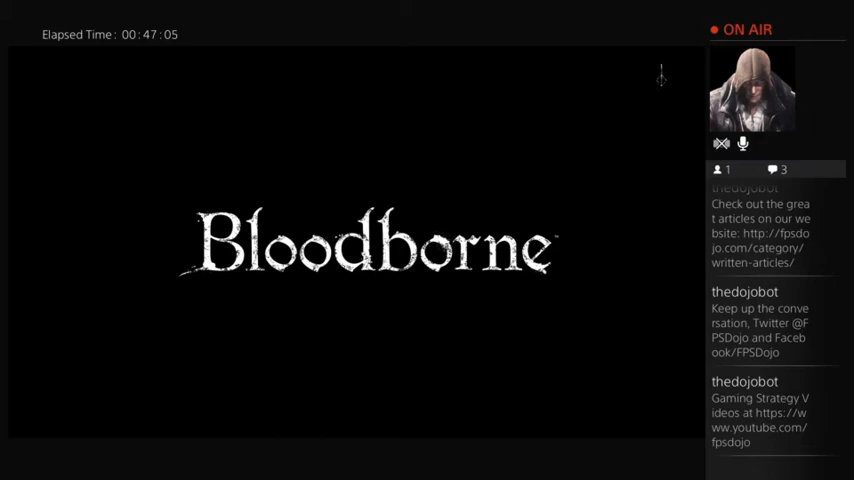 Elapsed Time: 00:47:05
ON AIR
Bloodborne™
1 3
thedojobot
Check out the grea
t articles on our we
bsite: http://fpsdo
jo.com/category/
written-articles/
thedojobot
Keep up the conve
rsation, Twitter @F
PSDojo and Faceb
ook/FPSDojo
thedojobot
Gaming Strategy V
ideos at https://w
ww.youtube.com/
fpsdojo